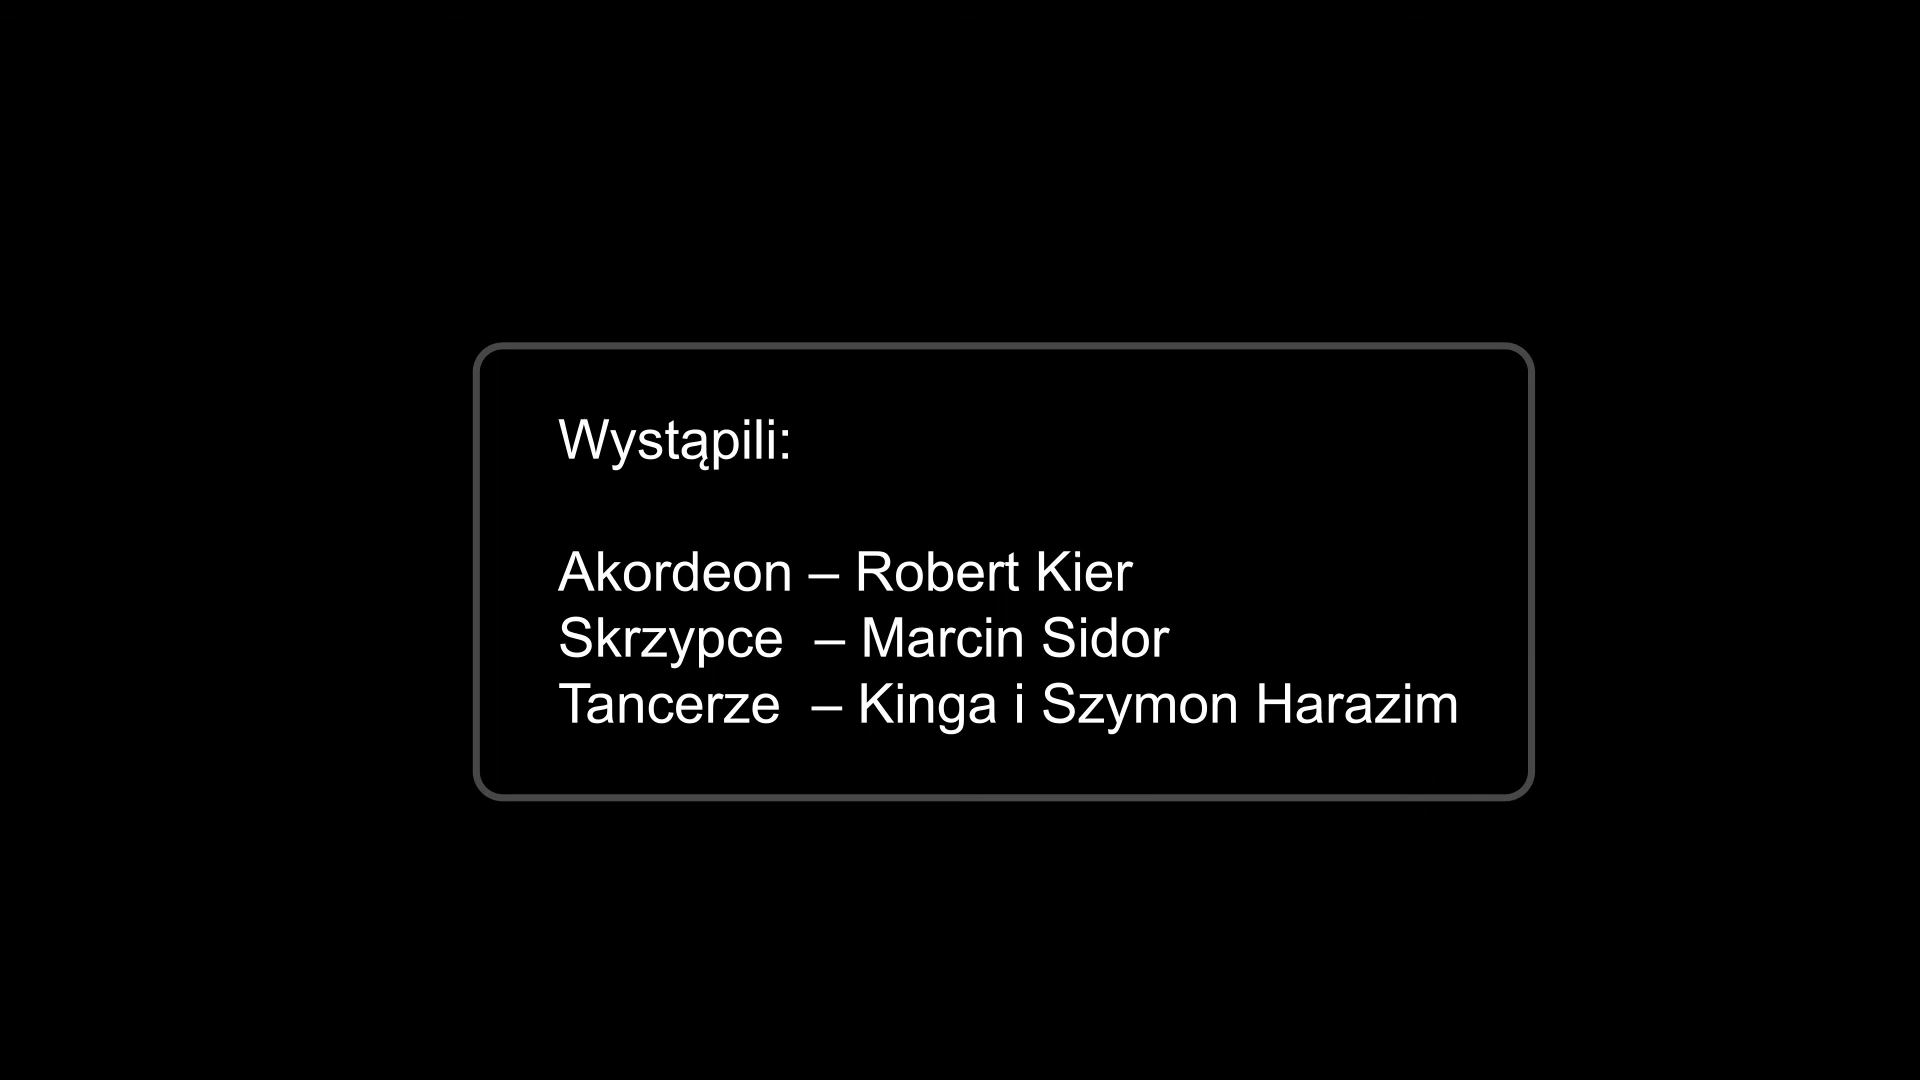 Wystąpili:
Akordeon – Robert Kier
Skrzypce – Marcin Sidor
Tancerze – Kinga i Szymon Harazim